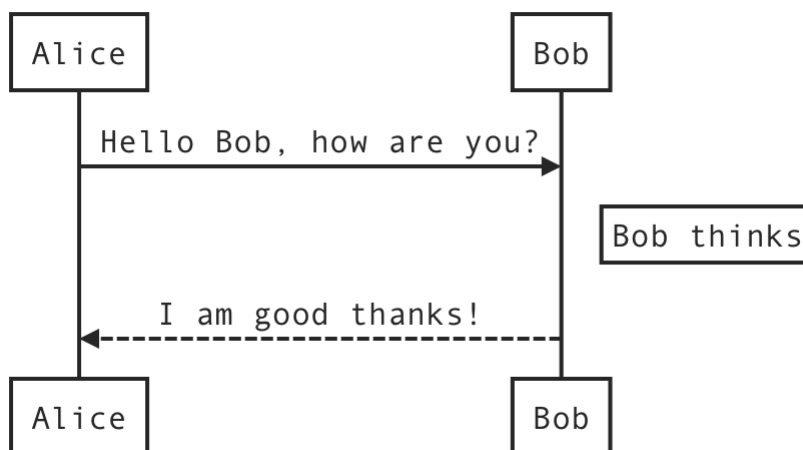 Alice
Bob
Hello Bob, how are you?
Bob thinks
I am good thanks!
Alice
Bob